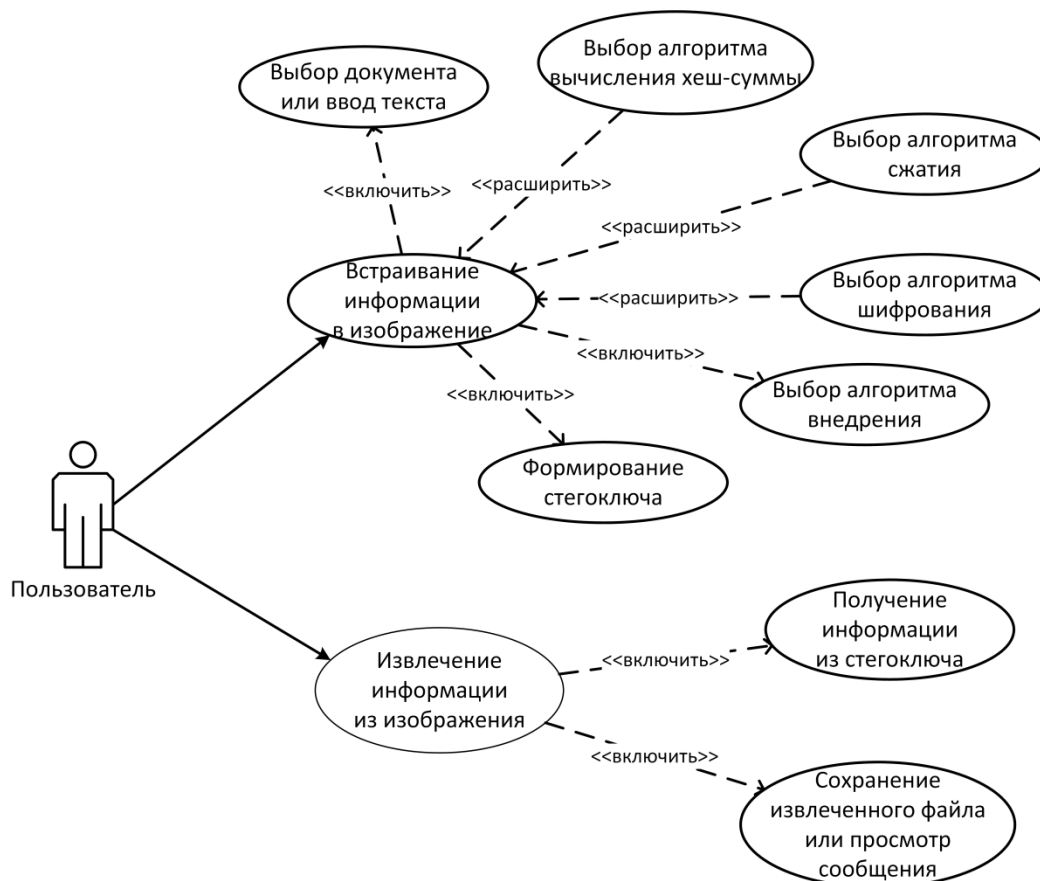 Выбор документа
или ввод текста
Выбор алгоритма
вычисления хеш-суммы
Выбор алгоритма
сжатия
<<включить>>
<<расширить>>
<<расширить>>
Встраивание
информации
в изображение
<<расширить>>
Выбор алгоритма
шифрования
<<включить>>
<<включить>>
Выбор алгоритма
внедрения
Формирование
стегоключа
Пользователь
Извлечение
информации
из изображения
<<включить>>
Получение
информации
из стегоключа
<<включить>>
Сохранение
извлеченного файла
или просмотр
сообщения